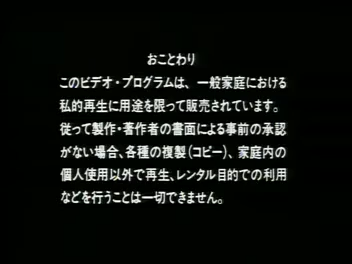 おことわり
このビデオ・プログラムは、一般家庭における
私的再生に用途を限って販売されています。
従って製作・著作者の書面による事前の承認
がない場合、各種の複製(コピー)、家庭内の
個人使用以外で再生、レンタル目的での利用
などを行うことは一切できません。